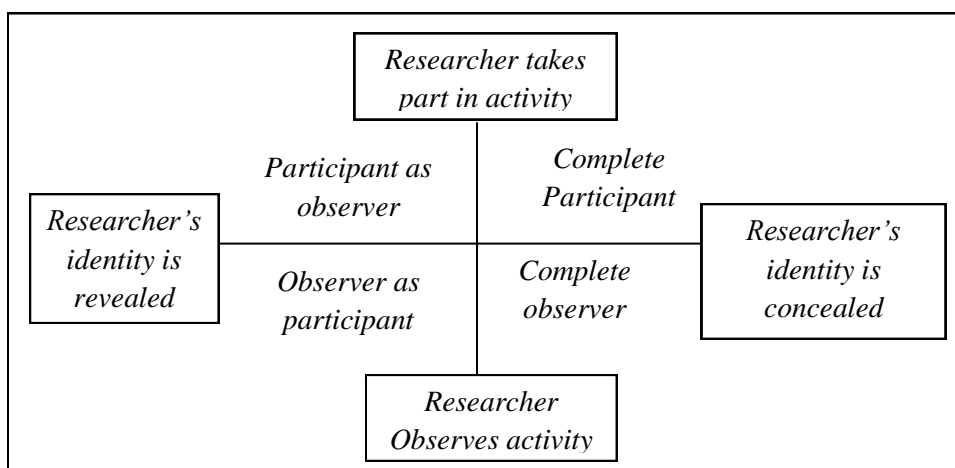 Researcher takes
part in activity
Participant as
observer
Complete
Participant
Researcher's
identity is
revealed
Researcher's
identity is
concealed
Observer as
participant
Complete
observer
Researcher
Observes activity